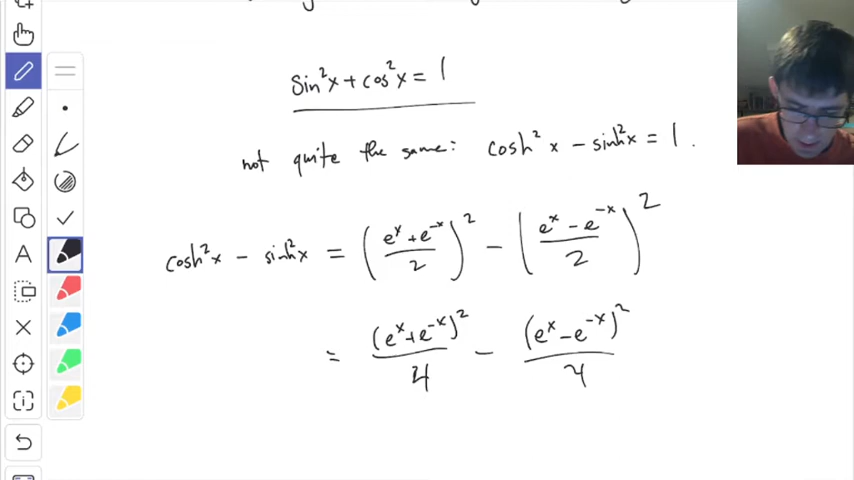 sin²x + cos²x = 1
not quite the same: cosh²x − sinh²x = 1.
cosh²x − sinh²x = ((eˣ + e⁻ˣ)/2)² − ((eˣ − e⁻ˣ)/2)²
= (eˣ + e⁻ˣ)²/4 − (eˣ − e⁻ˣ)²/4